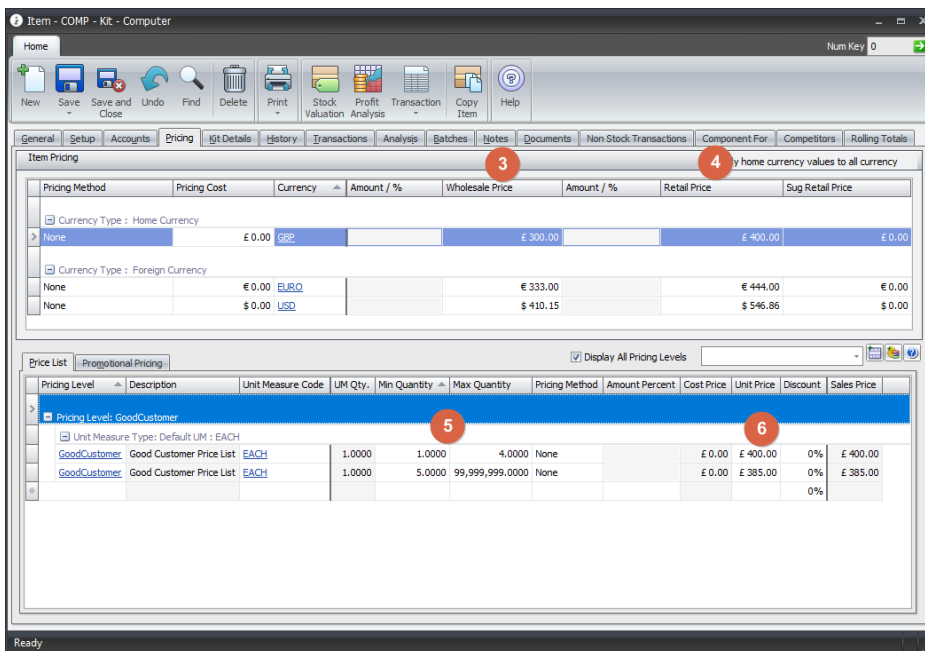 Item - COMP - Kit - Computer
Home
Num Key 0
New Save Save and Close Undo Find Delete Print Stock Valuation Profit Analysis Transaction Copy Item Help
General Setup Accounts Pricing Kit Details History Transactions Analysis Batches Notes Documents Non Stock Transactions Component For Competitors Rolling Totals
Item Pricing
3
4
y home currency values to all currency
Pricing Method Pricing Cost Currency Amount / % Wholesale Price Amount / % Retail Price Sug Retail Price
Currency Type : Home Currency
None £ 0.00 GBP £ 300.00 £ 400.00 £ 0.00
Currency Type : Foreign Currency
None € 0.00 EURO € 333.00 € 444.00 € 0.00
None $ 0.00 USD $ 410.15 $ 546.86 $ 0.00
Price List Promotional Pricing
Display All Pricing Levels
Pricing Level Description Unit Measure Code UM Qty. Min Quantity Max Quantity Pricing Method Amount Percent Cost Price Unit Price Discount Sales Price
Pricing Level: GoodCustomer
5
6
Unit Measure Type: Default UM : EACH
GoodCustomer Good Customer Price List EACH 1.0000 1.0000 4.0000 None £ 0.00 £ 400.00 0% £ 400.00
GoodCustomer Good Customer Price List EACH 1.0000 5.0000 99,999,999.0000 None £ 0.00 £ 385.00 0% £ 385.00
0%
Ready